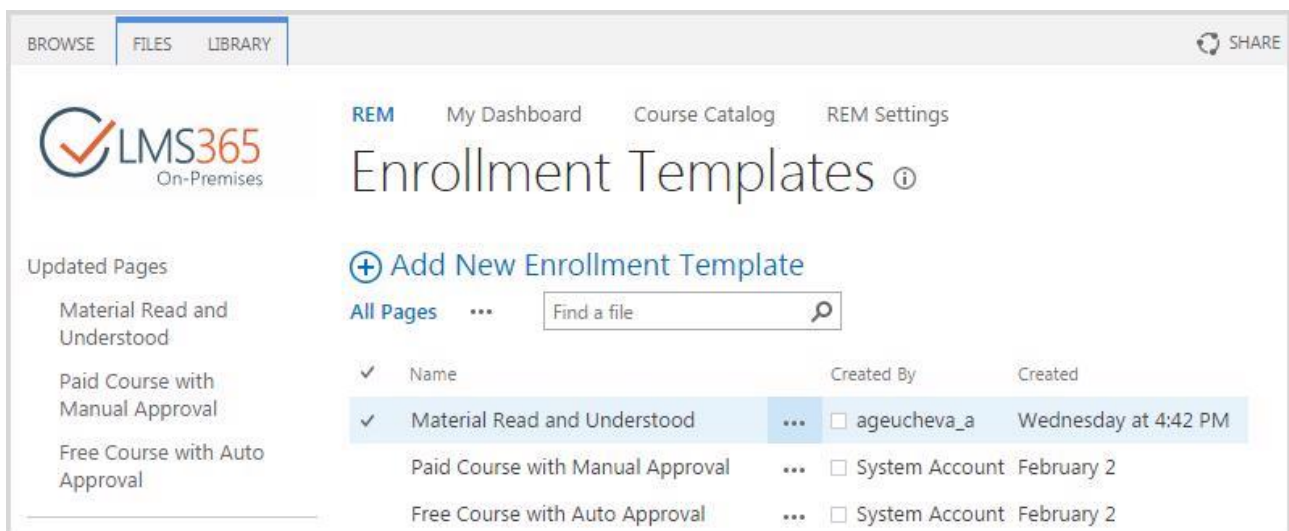 BROWSE FILES LIBRARY SHARE
LMS365
On-Premises
REM My Dashboard Course Catalog REM Settings
Enrollment Templates
Updated Pages
Material Read and
Understood
Paid Course with
Manual Approval
Free Course with Auto
Approval
Add New Enrollment Template
All Pages ... Find a file
Name Created By Created
Material Read and Understood ... ageucheva_a Wednesday at 4:42 PM
Paid Course with Manual Approval ... System Account February 2
Free Course with Auto Approval ... System Account February 2